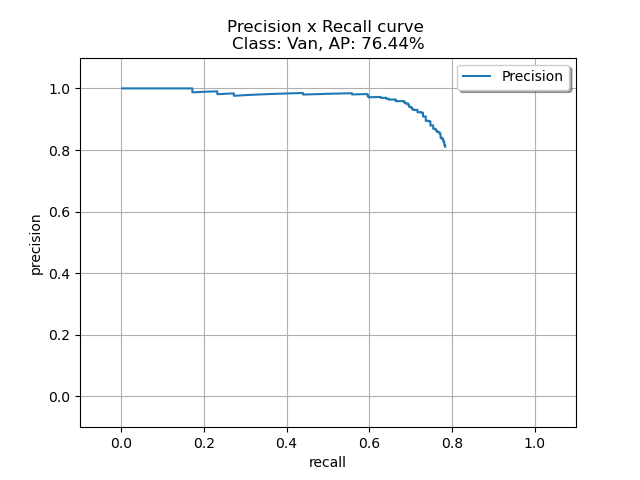 Precision x Recall curve
Class: Van, AP: 76.44%
Precision
1.0
0.8
0.6
0.4
0.2
0.0
precision
0.0 0.2 0.4 0.6 0.8 1.0
recall